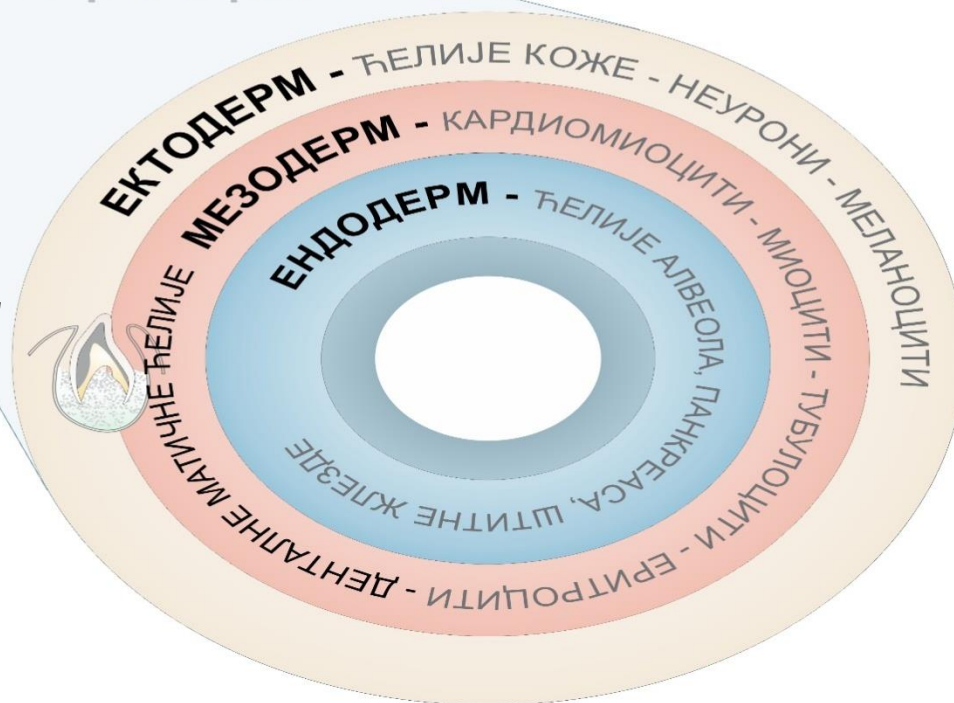 ЕКТОДЕРМ - ЋЕЛИЈЕ КОЖЕ - НЕУРОНИ - МЕЛАНОЦИТИ
МЕЗОДЕРМ - КАРДИОМИОЦИТИ - МИОЦИТИ - ТУБУЛОЦИТИ - ЕРИТРОЦИТИ - ДЕНТАЛНЕ МАТИЧНЕ ЋЕЛИЈЕ
ЕНДОДЕРМ - ЋЕЛИЈЕ АЛВЕОЛА, ПАНКРЕАСА, ШТИТНЕ ЖЛЕЗДЕ